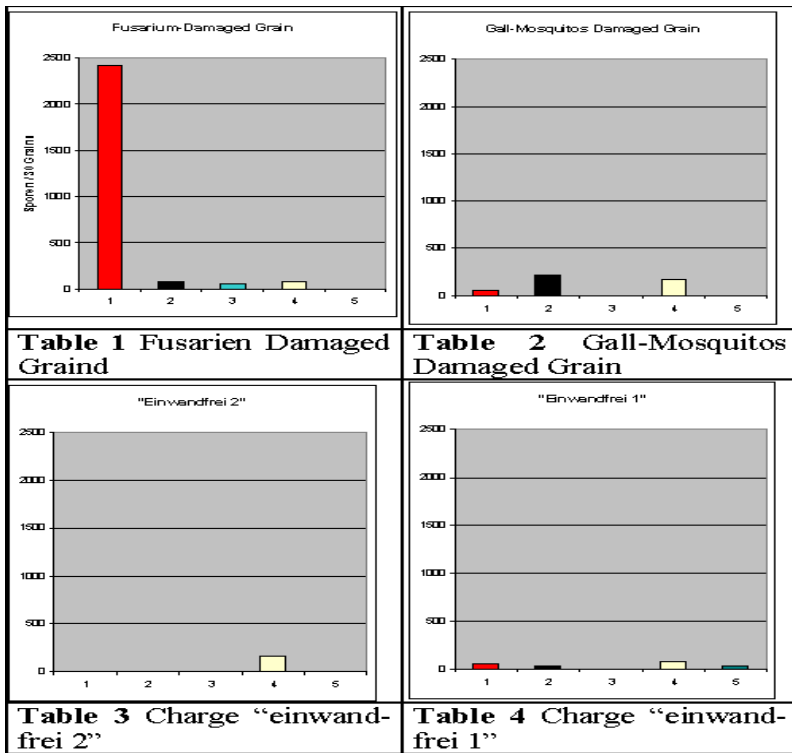 Fusarium-Damaged Grain
Sporen / 30 Grains
2500
2000
1500
1000
500
0
1 2 3 4 5
Table 1 Fusarien Damaged
Graind
Gall-Mosquitos Damaged Grain
2500
2000
1500
1000
500
0
1 2 3 4 5
Table 2 Gall-Mosquitos
Damaged Grain
"Einwandfrei 2"
2500
2000
1500
1000
500
0
1 2 3 4 5
Table 3 Charge “einwand-
frei 2”
"Einwandfrei 1"
2500
2000
1500
1000
500
0
1 2 3 4 5
Table 4 Charge “einwand-
frei 1”